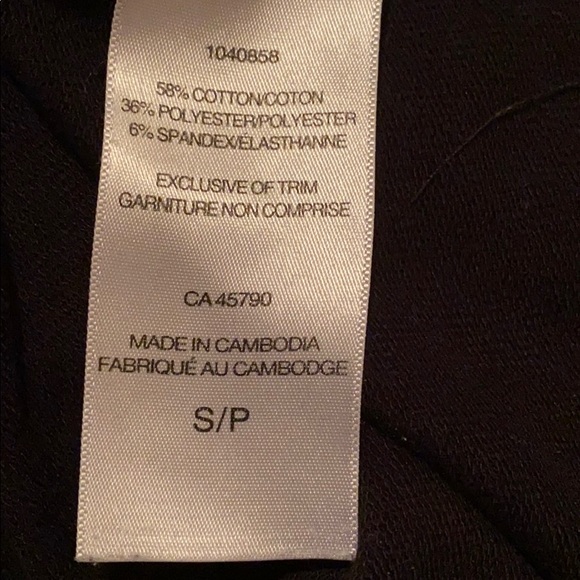 1040858
58% COTTON/COTON
36% POLYESTER/POLYESTER
6% SPANDEX/ELASTHANNE
EXCLUSIVE OF TRIM
GARNITURE NON COMPRISE
CA 45790
MADE IN CAMBODIA
FABRIQUÉ AU CAMBODGE
S/P